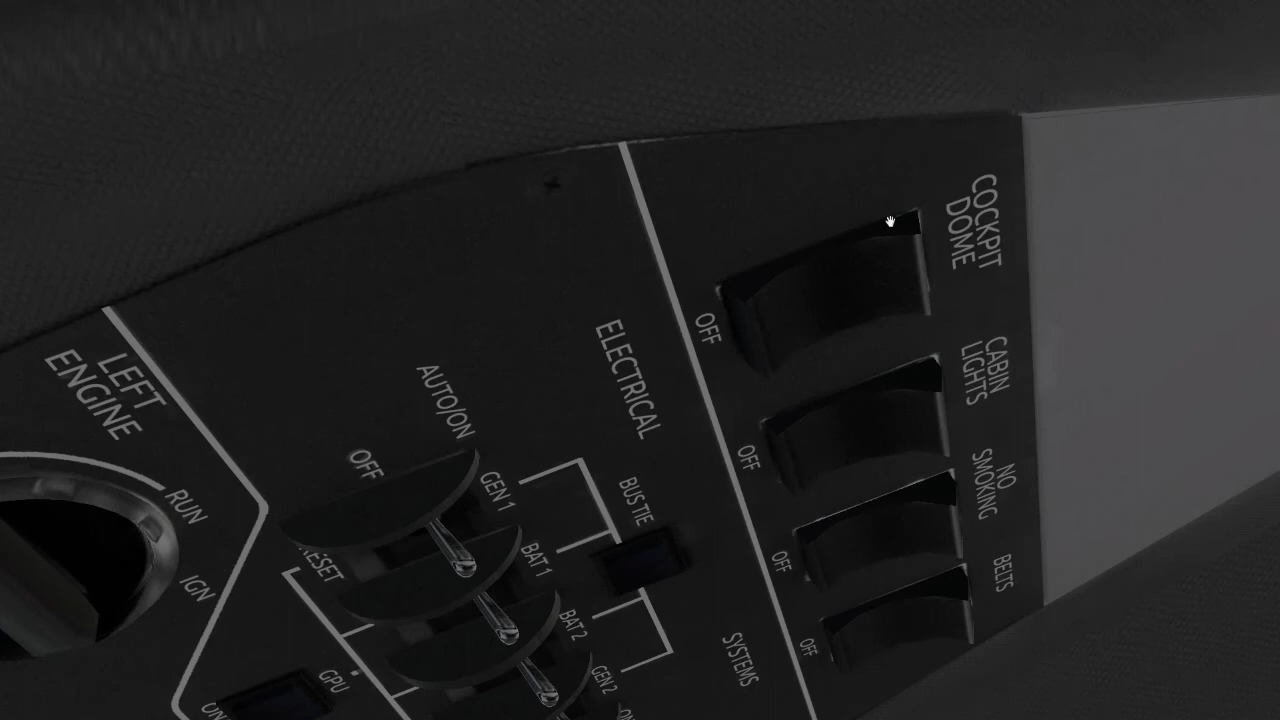 COCKPIT
DOME
OFF
CABIN
LIGHTS
OFF
NO
SMOKING
OFF
BELTS
OFF
ELECTRICAL
AUTO/ON
OFF
GEN 1
BUS TIE
BAT 1
BAT 2
GEN 2
SYSTEMS
RESET
GPU
LEFT
ENGINE
RUN
IGN